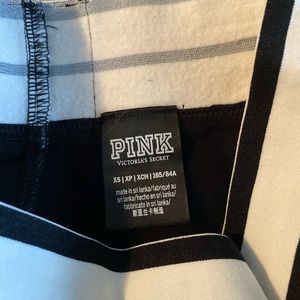 PINK
VICTORIA'S SECRET
XS | XP | XCH | 165/84A
made in sri lanka/fabriqué au
sri lanka/hecho en sri lanka/
斯里兰卡制造